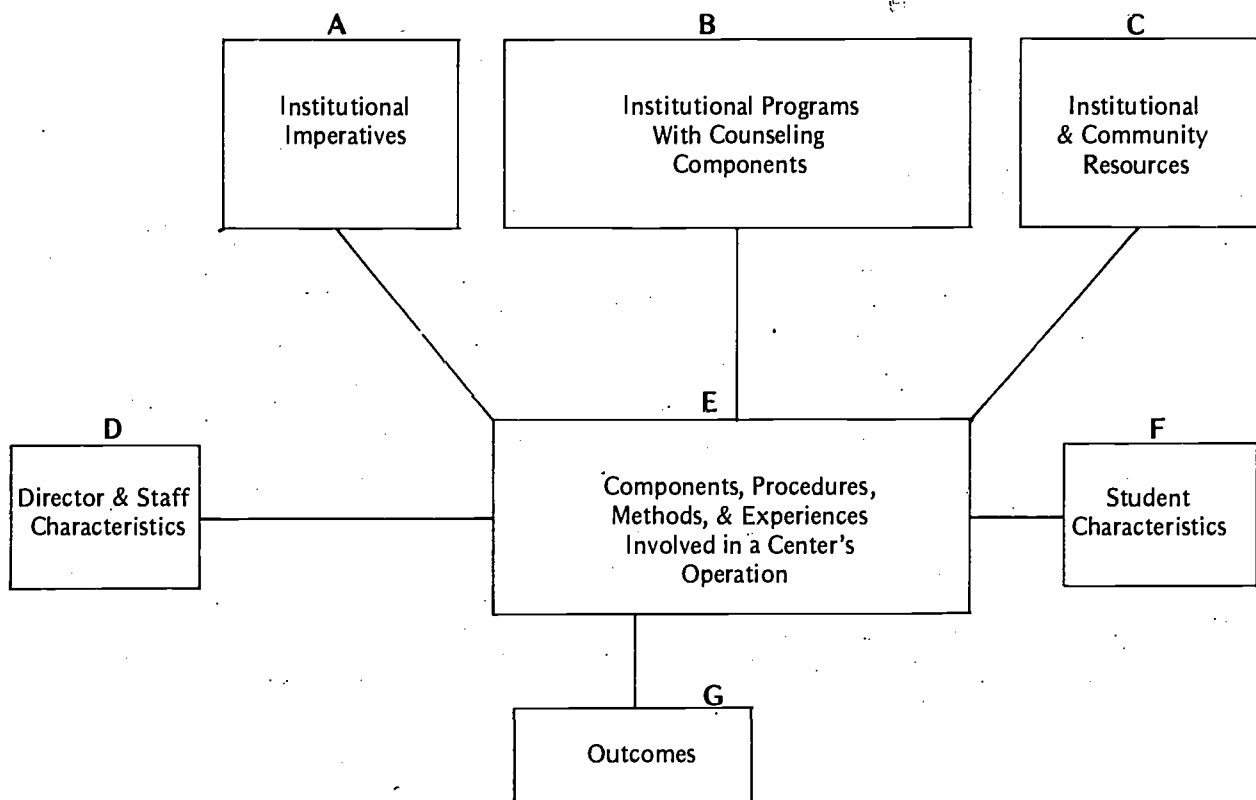 A
Institutional
Imperatives
B
Institutional Programs
With Counseling
Components
C
Institutional
& Community
Resources
D
Director & Staff
Characteristics
E
Components, Procedures,
Methods, & Experiences
Involved in a Center's
Operation
F
Student
Characteristics
G
Outcomes